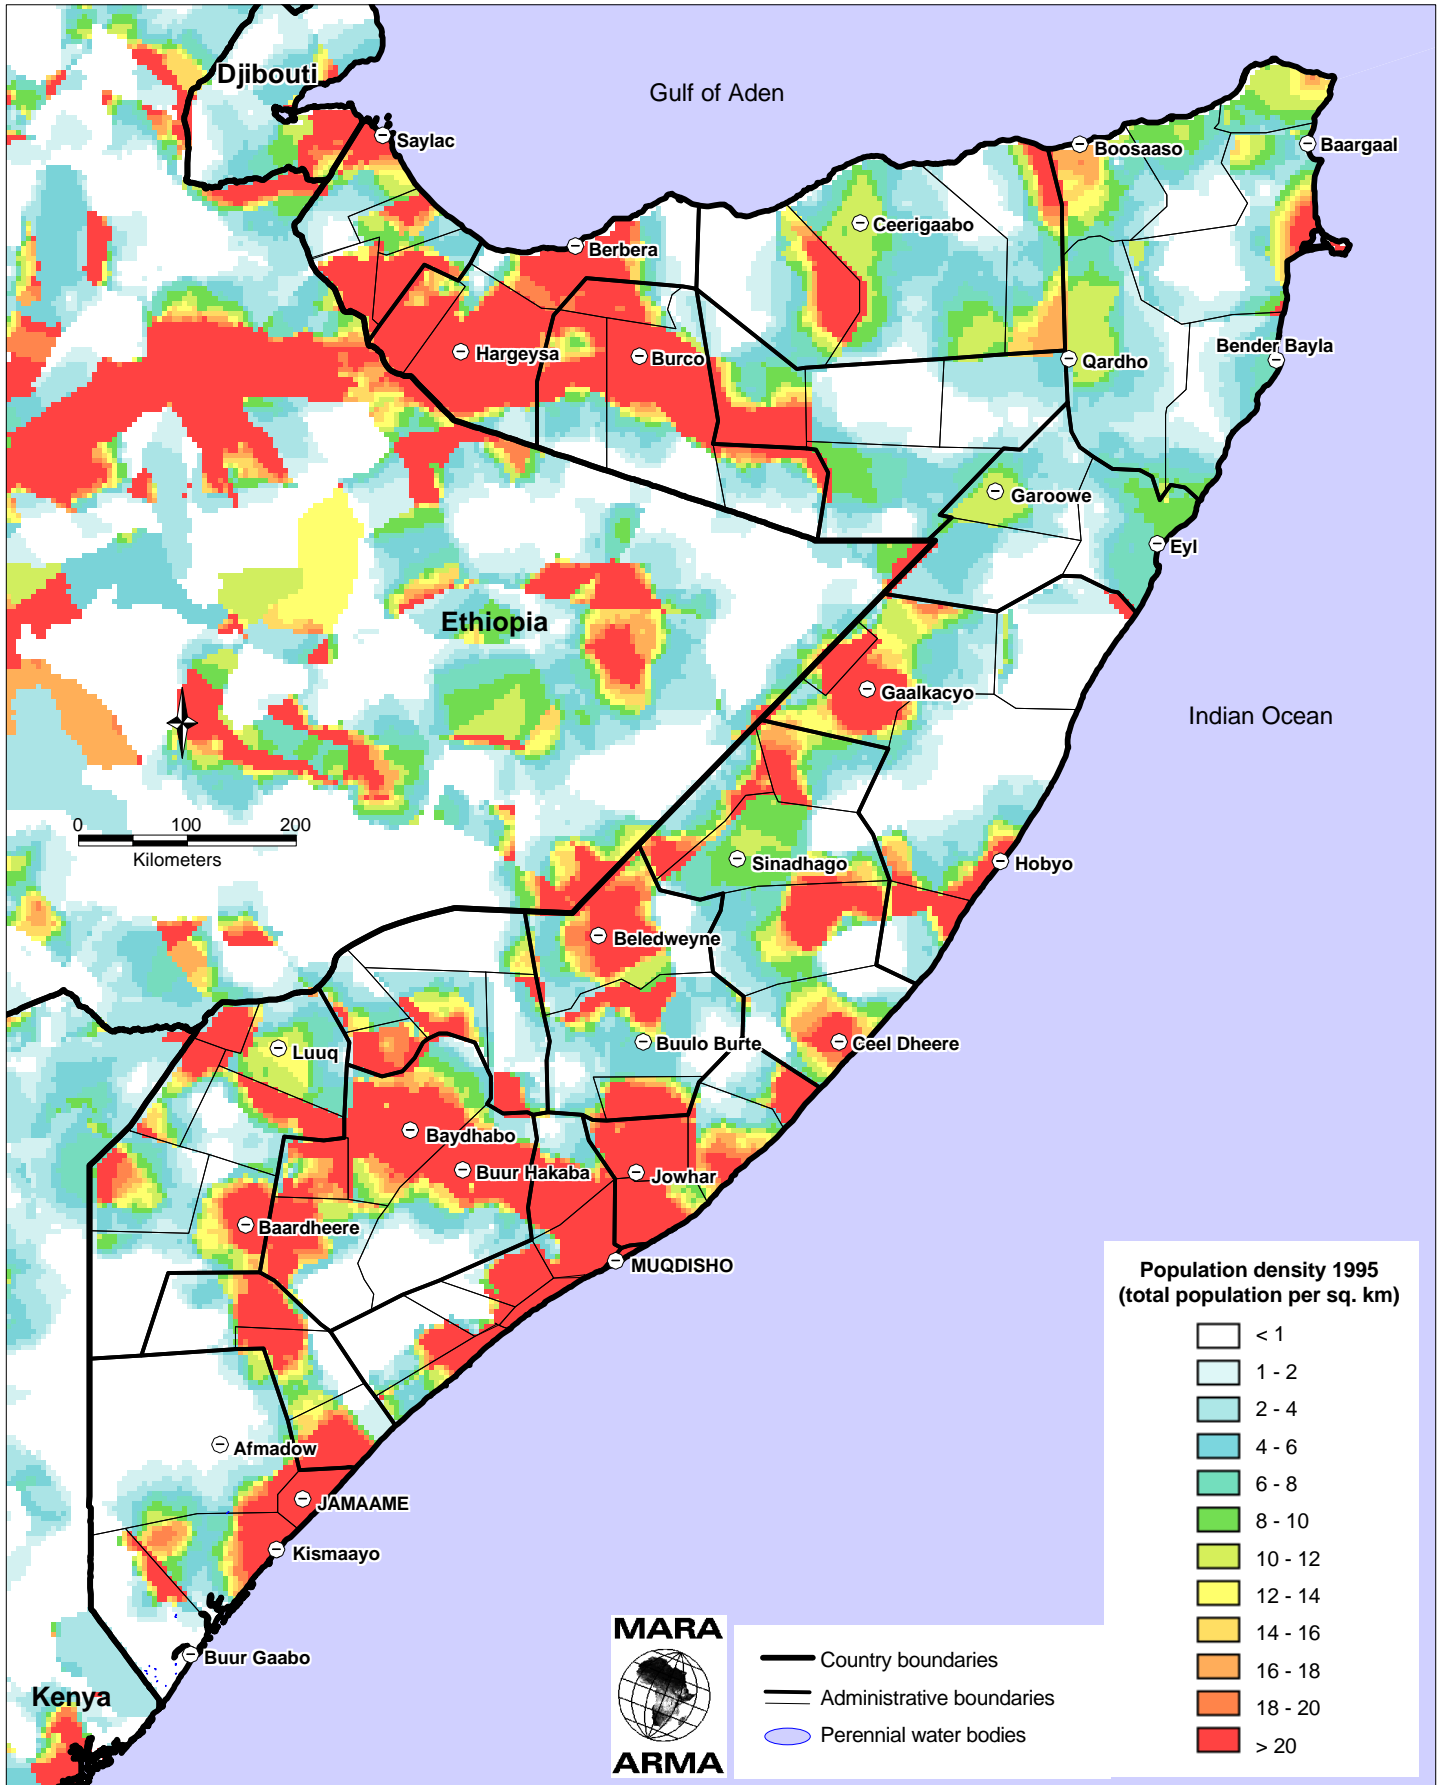 Djibouti
Gulf of Aden
Saylac
Boosaaso
Baargaal
Ceerigaabo
Berbera
Hargeysa
Burco
Bender Bayla
Qardho
Garoowe
Eyl
Ethiopia
Gaalkacyo
Indian Ocean
0 100 200
Kilometers
Sinadhago
Hobyo
Beledweyne
Luuq
Buulo Burte
Ceel Dheere
Baydhabo
Buur Hakaba
Jowhar
Baardheere
MUQDISHO
Afmadow
JAMAAME
Kismaayo
Buur Gaabo
Kenya
Population density 1995
(total population per sq. km)
< 1
1 - 2
2 - 4
4 - 6
6 - 8
8 - 10
10 - 12
12 - 14
14 - 16
16 - 18
18 - 20
> 20
MARA
ARMA
Country boundaries
Administrative boundaries
Perennial water bodies